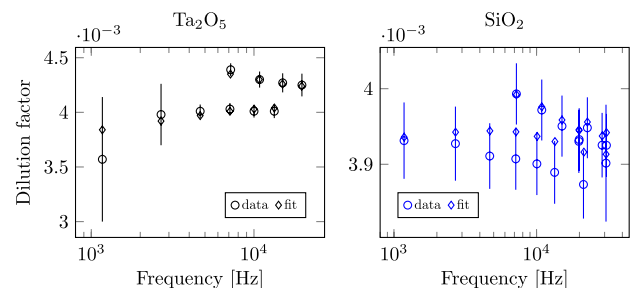 Ta₂O₅
SiO₂
·10⁻³
·10⁻³
Dilution factor
4.5
4
3.5
3
4
3.9
data fit
data fit
10³ 10⁴
10³ 10⁴
Frequency [Hz]
Frequency [Hz]